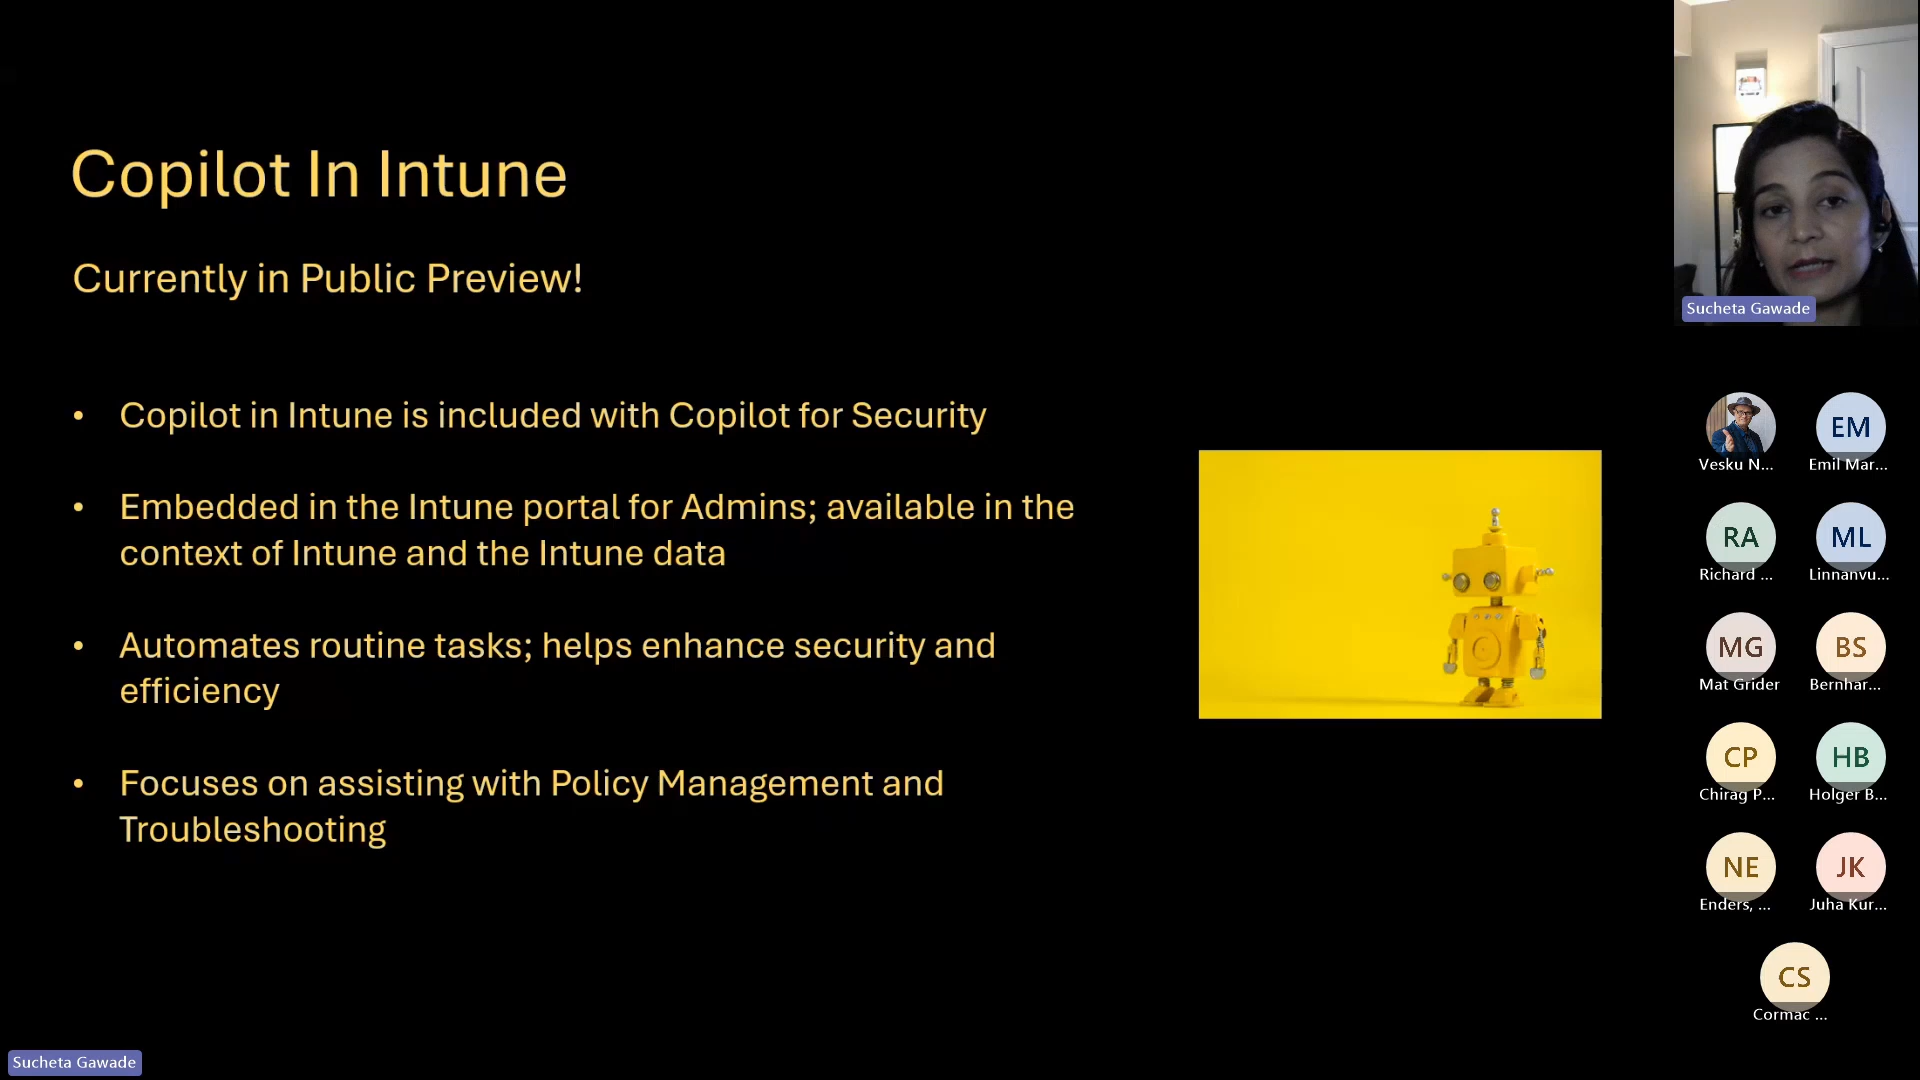 Copilot In Intune
Currently in Public Preview!
• Copilot in Intune is included with Copilot for Security
• Embedded in the Intune portal for Admins; available in the
context of Intune and the Intune data
• Automates routine tasks; helps enhance security and
efficiency
• Focuses on assisting with Policy Management and
Troubleshooting
Sucheta Gawade
Vesku N...
EM
Emil Mar...
RA
Richard ...
ML
Linnanvu...
MG
Mat Grider
BS
Bernhar...
CP
Chirag P...
HB
Holger B...
NE
Enders, ...
JK
Juha Kur...
CS
Cormac ...
Sucheta Gawade